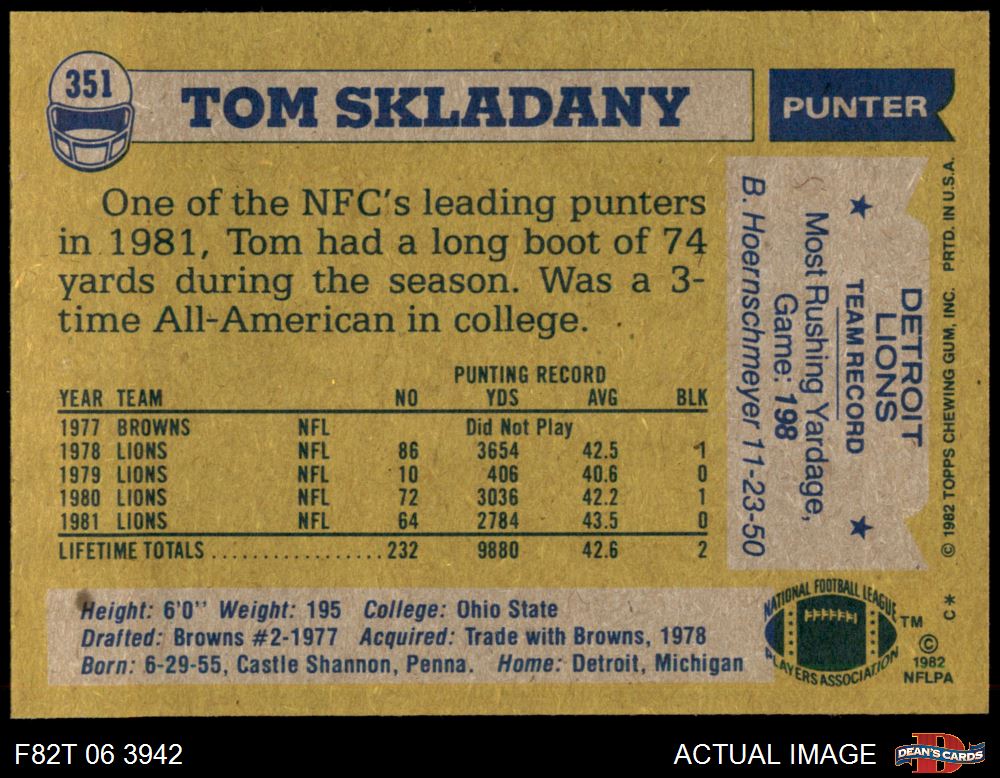 351
TOM SKLADANY
PUNTER
One of the NFC's leading punters
in 1981, Tom had a long boot of 74
yards during the season. Was a 3-
time All-American in college.
PUNTING RECORD
YEAR TEAM NO YDS AVG BLK
1977 BROWNS NFL Did Not Play
1978 LIONS NFL 86 3654 42.5 1
1979 LIONS NFL 10 406 40.6 0
1980 LIONS NFL 72 3036 42.2 1
1981 LIONS NFL 64 2784 43.5 0
LIFETIME TOTALS ................ 232 9880 42.6 2
Height: 6'0" Weight: 195 College: Ohio State
Drafted: Browns #2-1977 Acquired: Trade with Browns, 1978
Born: 6-29-55, Castle Shannon, Penna. Home: Detroit, Michigan
DETROIT
LIONS
★ TEAM RECORD ★
Most Rushing Yardage,
Game: 198
B. Hoernschmeyer 11-23-50
© 1982 TOPPS CHEWING GUM, INC. PRTD. IN U.S.A.
C*
NATIONAL FOOTBALL LEAGUE
PLAYERS ASSOCIATION
TM
©
1982
NFLPA
F82T 06 3942
ACTUAL IMAGE
DEAN'S CARDS